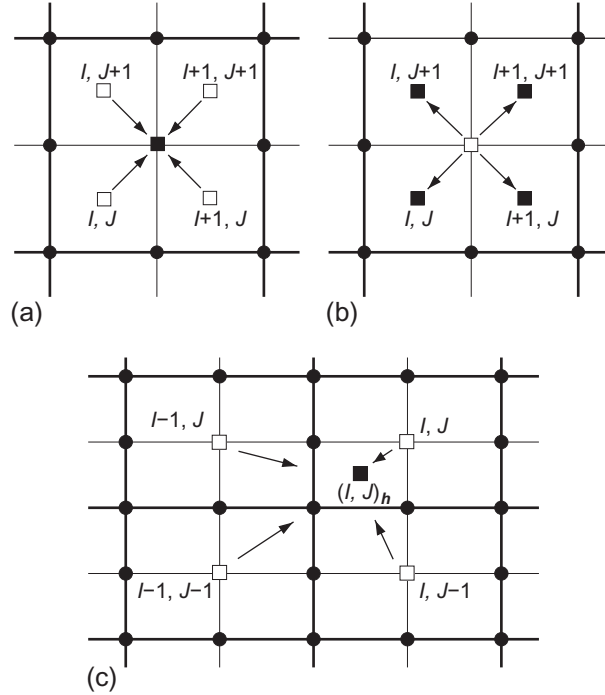 I, J+1 I+1, J+1
I, J I+1, J
(a)
I, J+1 I+1, J+1
I, J I+1, J
(b)
I−1, J I, J
(I, J)h
I−1, J−1 I, J−1
(c)